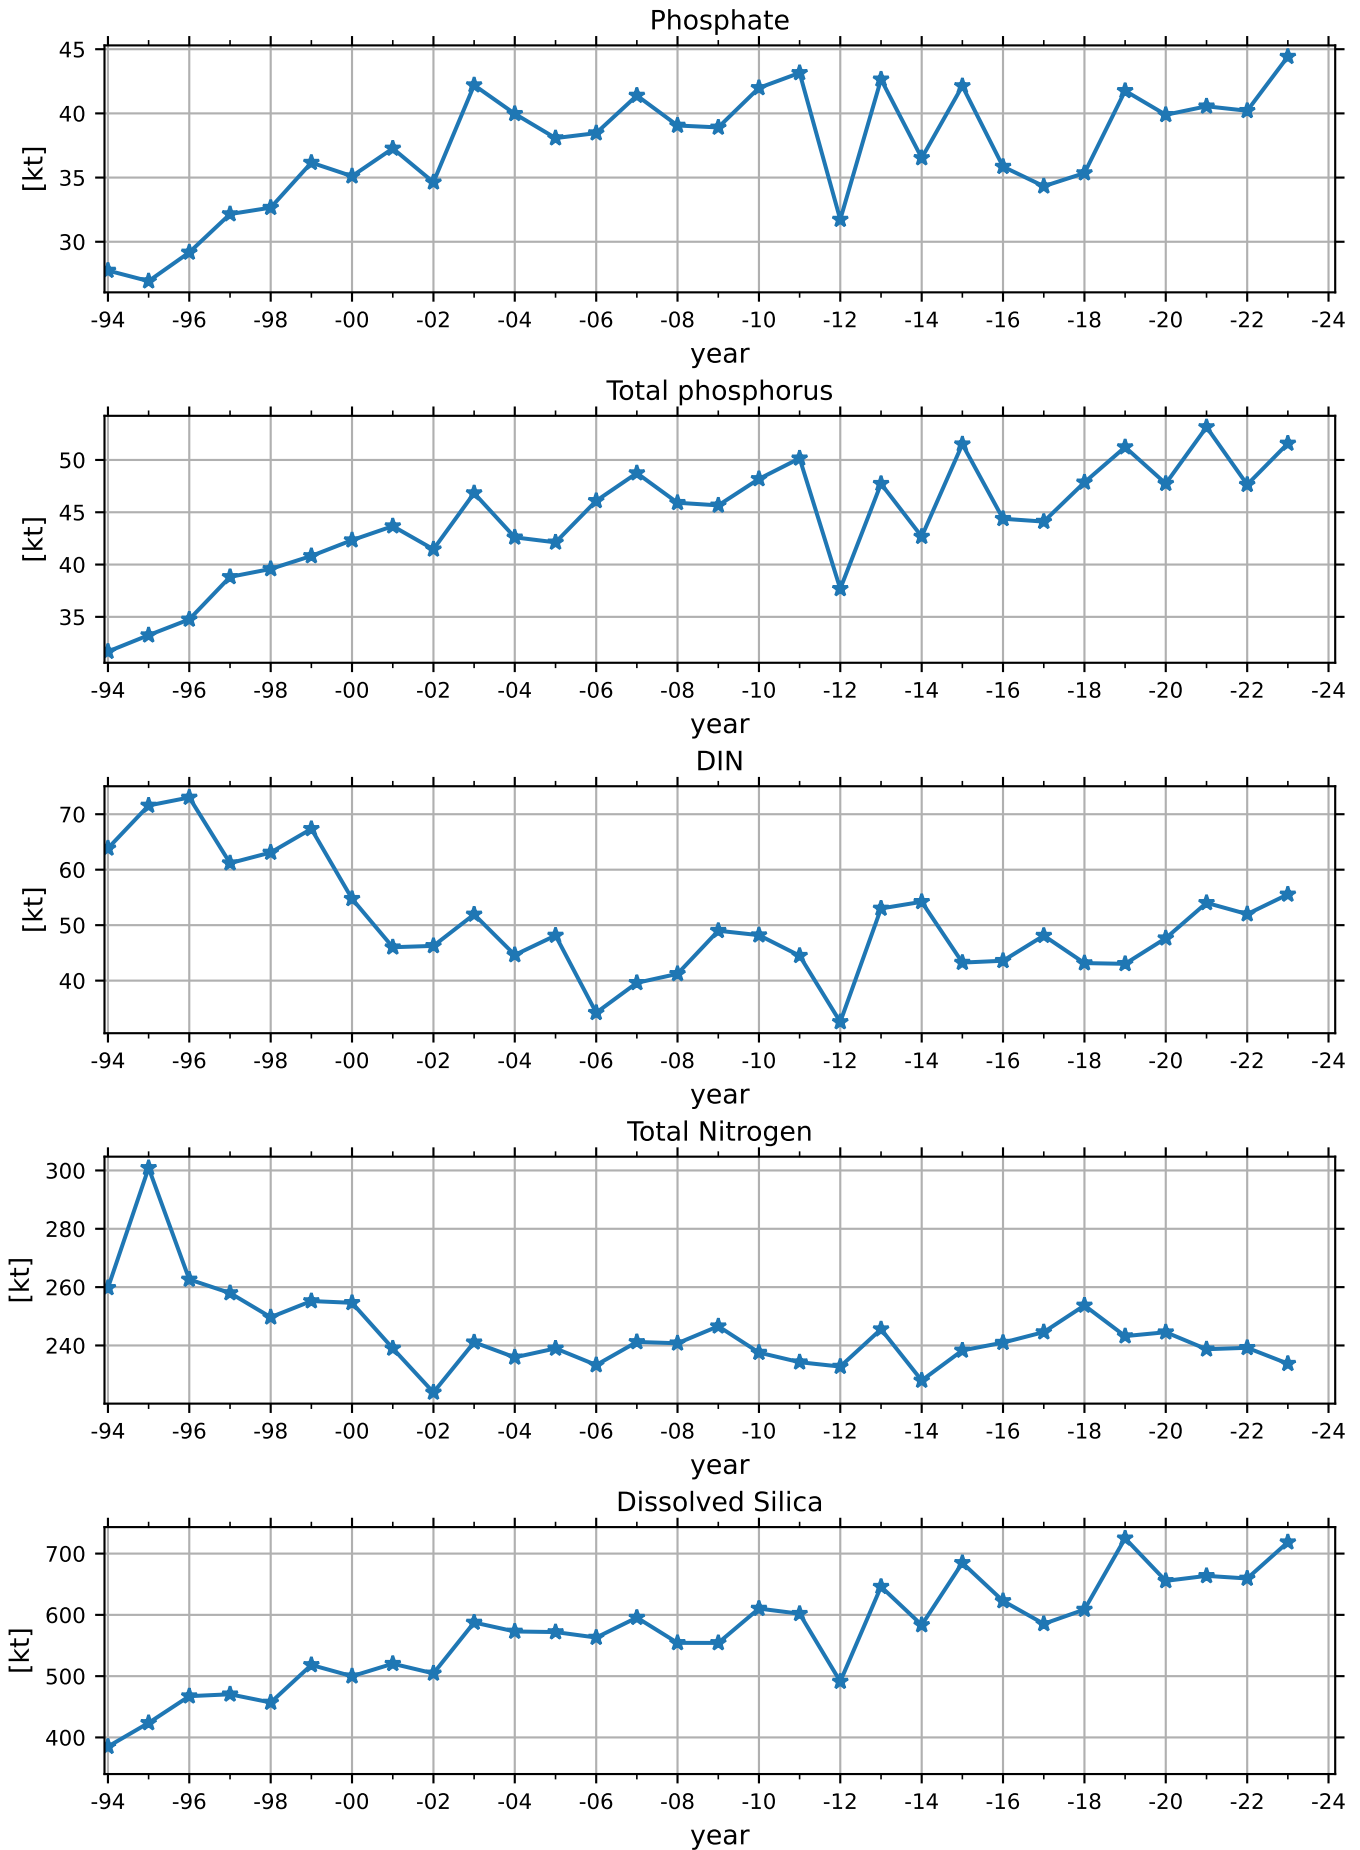 Phosphate
45
40
35
30
[kt]
-94 -96 -98 -00 -02 -04 -06 -08 -10 -12 -14 -16 -18 -20 -22 -24
year
Total phosphorus
50
45
40
35
[kt]
-94 -96 -98 -00 -02 -04 -06 -08 -10 -12 -14 -16 -18 -20 -22 -24
year
DIN
70
60
50
40
[kt]
-94 -96 -98 -00 -02 -04 -06 -08 -10 -12 -14 -16 -18 -20 -22 -24
year
Total Nitrogen
300
280
260
240
[kt]
-94 -96 -98 -00 -02 -04 -06 -08 -10 -12 -14 -16 -18 -20 -22 -24
year
Dissolved Silica
700
600
500
400
[kt]
-94 -96 -98 -00 -02 -04 -06 -08 -10 -12 -14 -16 -18 -20 -22 -24
year